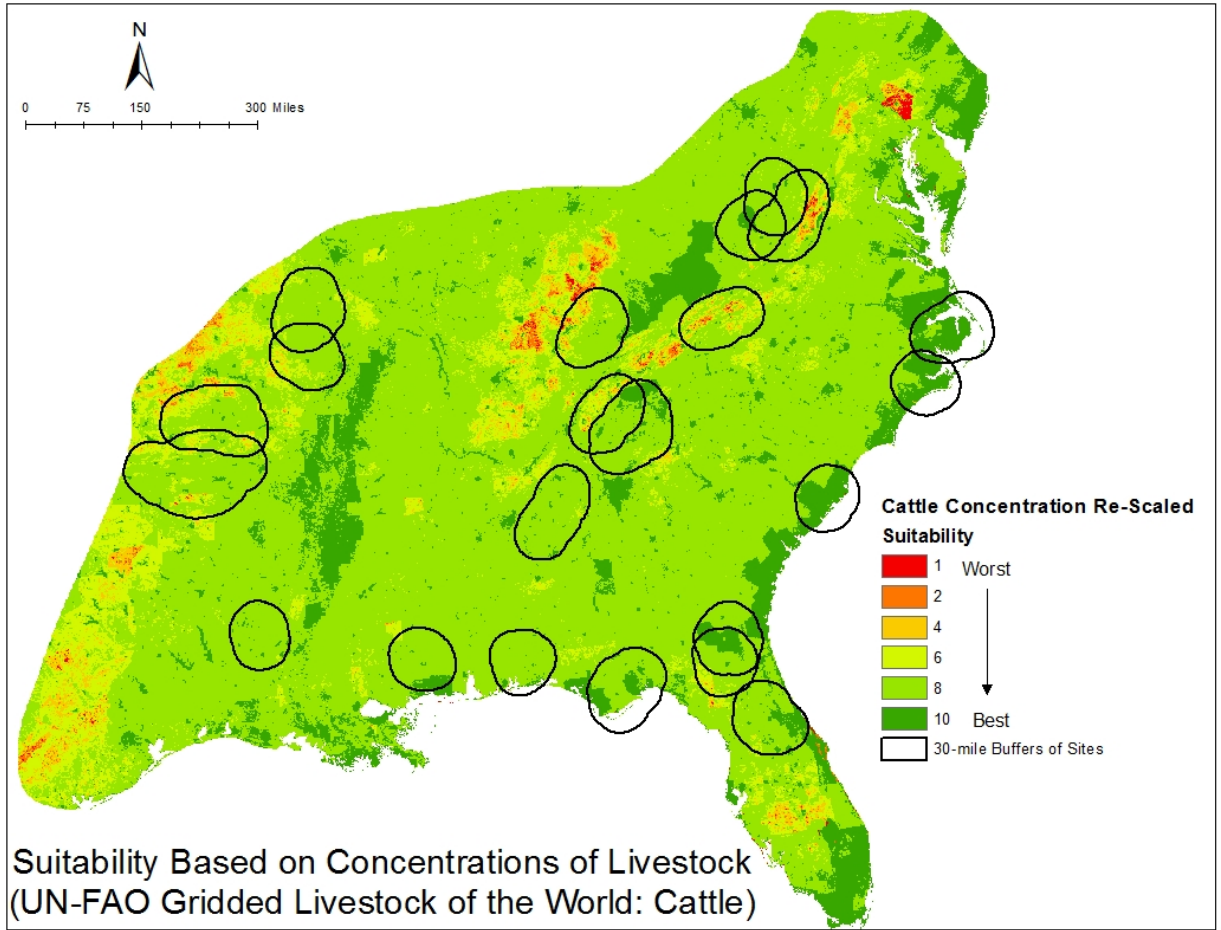 N
0 75 150 300 Miles
Cattle Concentration Re-Scaled
Suitability
1 Worst
2
4
6
8
10 Best
30-mile Buffers of Sites
Suitability Based on Concentrations of Livestock
(UN-FAO Gridded Livestock of the World: Cattle)